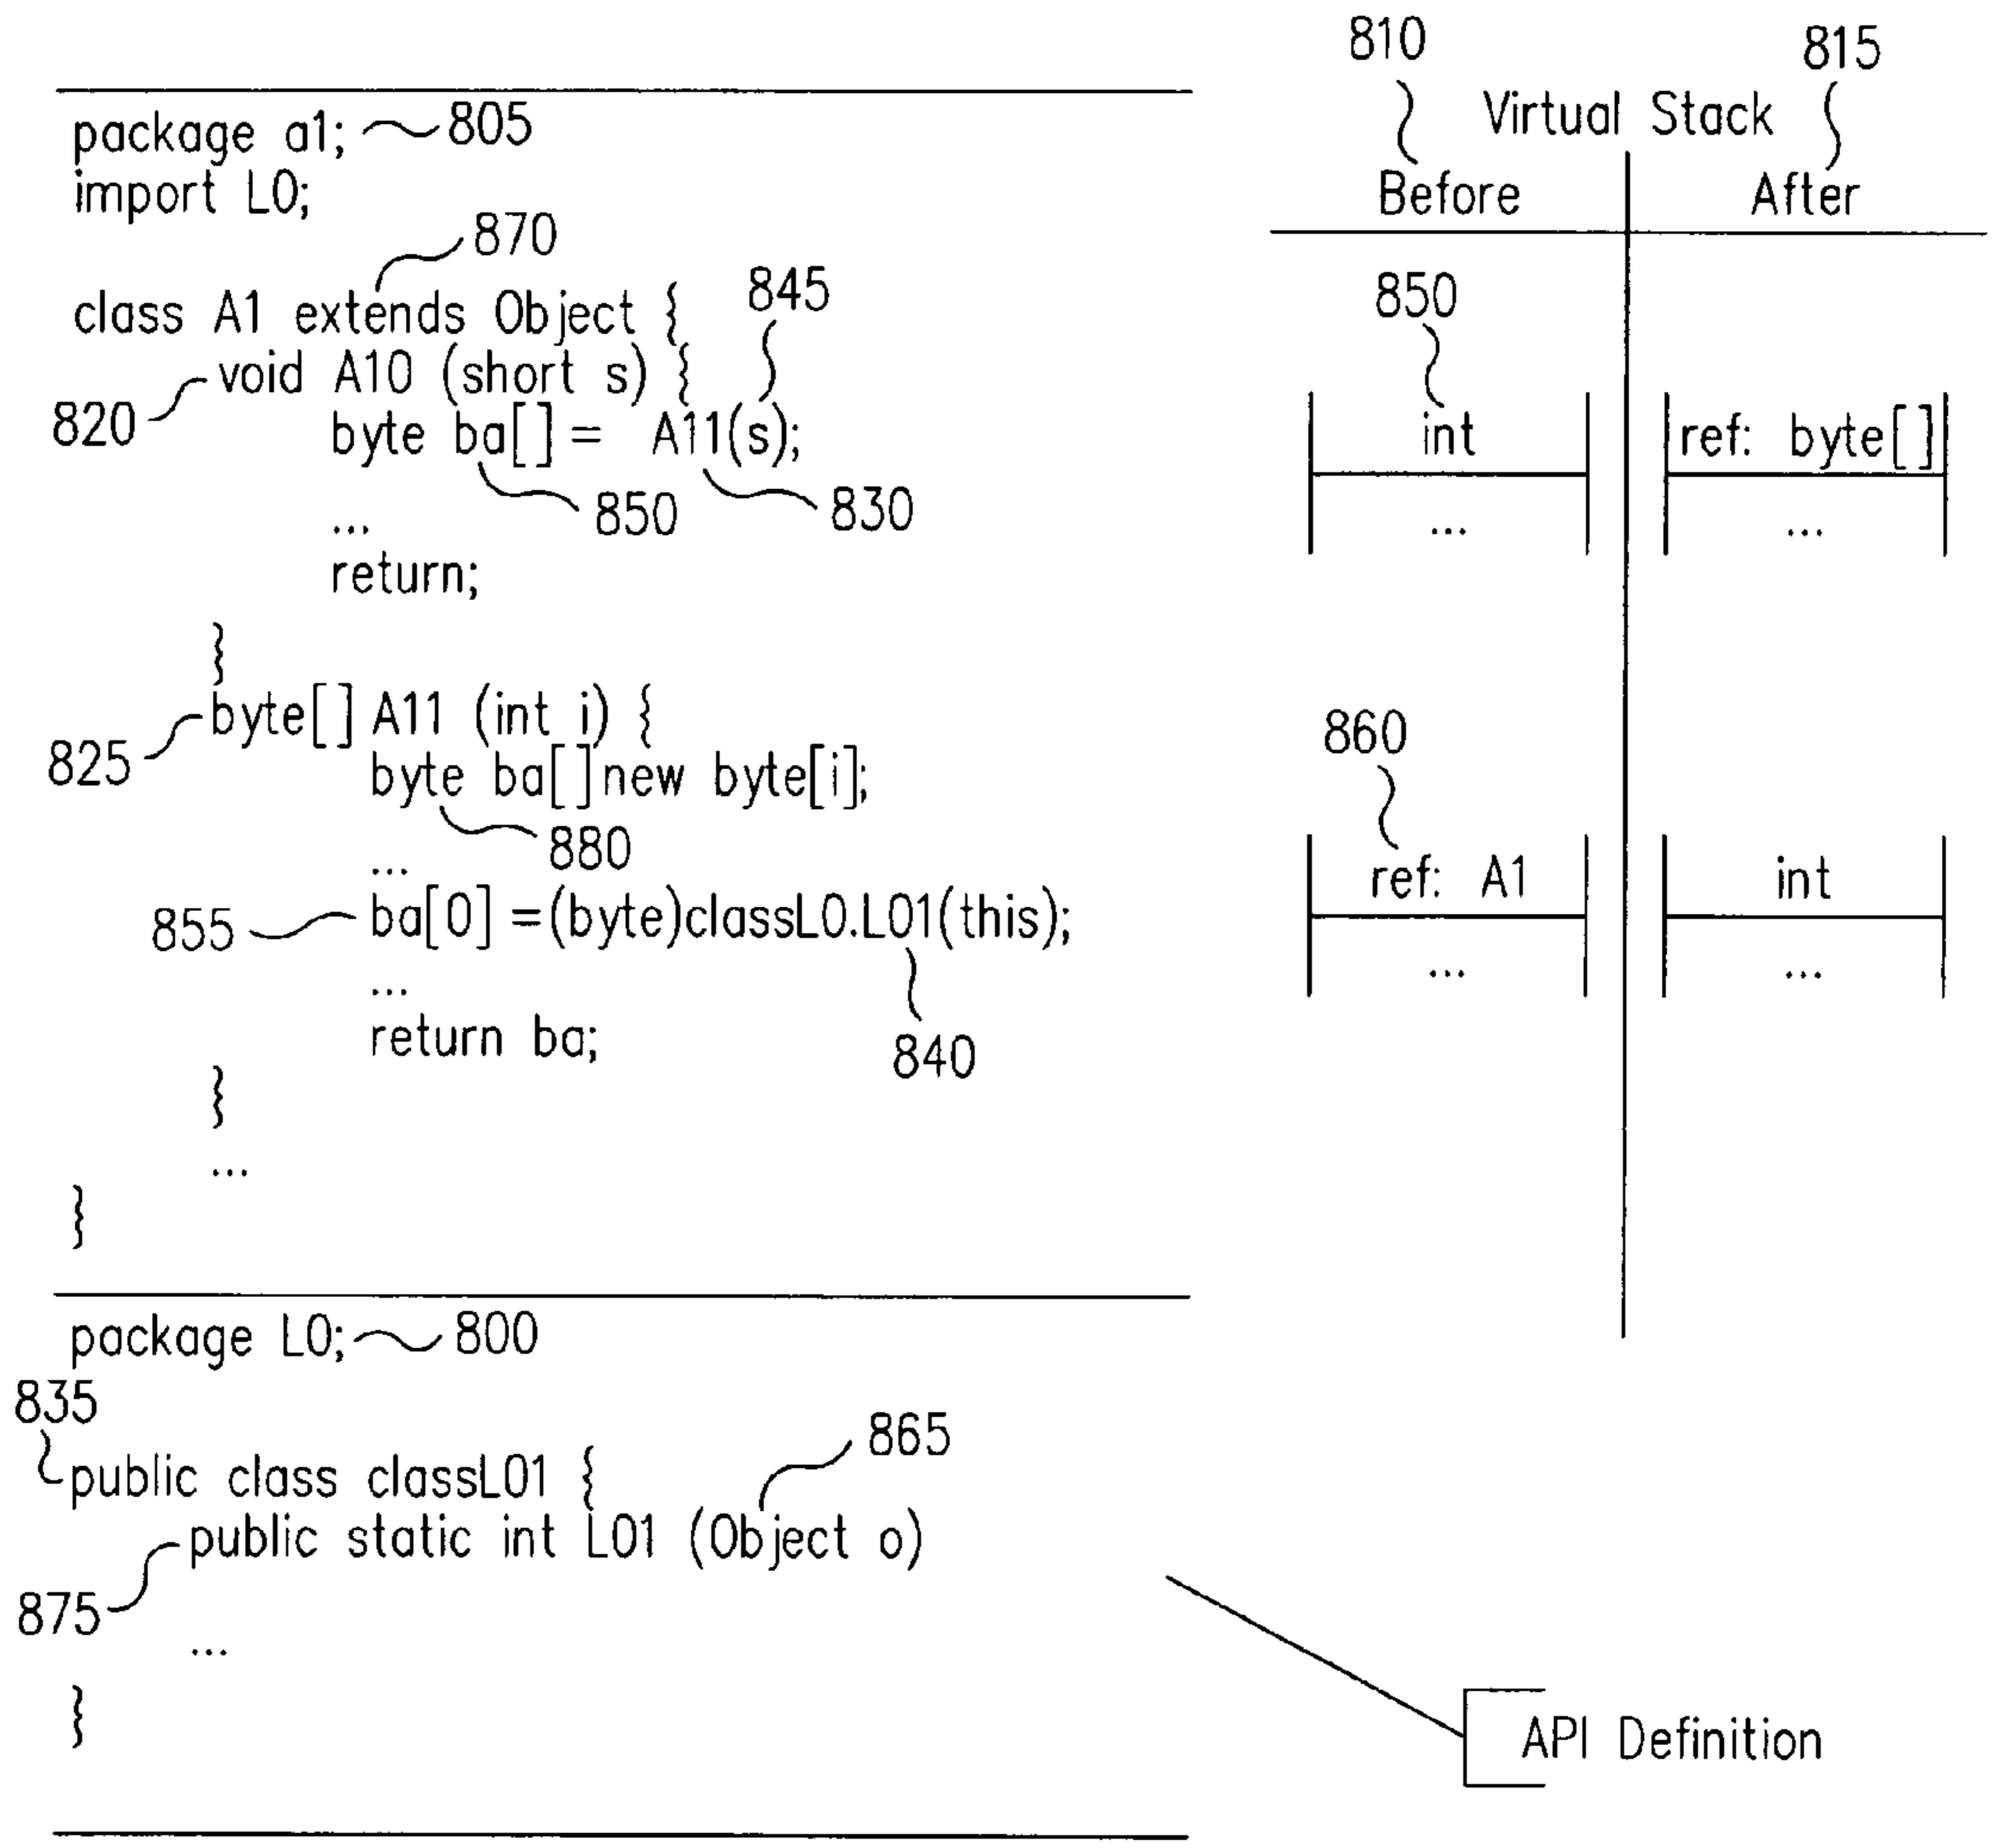 810
815
Virtual Stack
Before
After
package a1; 805
import L0;
870
class A1 extends Object {
845
void A10 (short s) {
820
byte ba[] = A11(s);
850
830
...
return;
}
850
int
ref: byte[]
...
...
byte[] A11 (int i) {
825
byte ba[]new byte[i];
880
...
855
ba[0] =(byte)classL0.L01(this);
...
840
return ba;
}
...
}
860
ref: A1
int
...
...
package L0; 800
835
865
public class classL01 {
public static int L01 (Object o)
875
...
}
API Definition